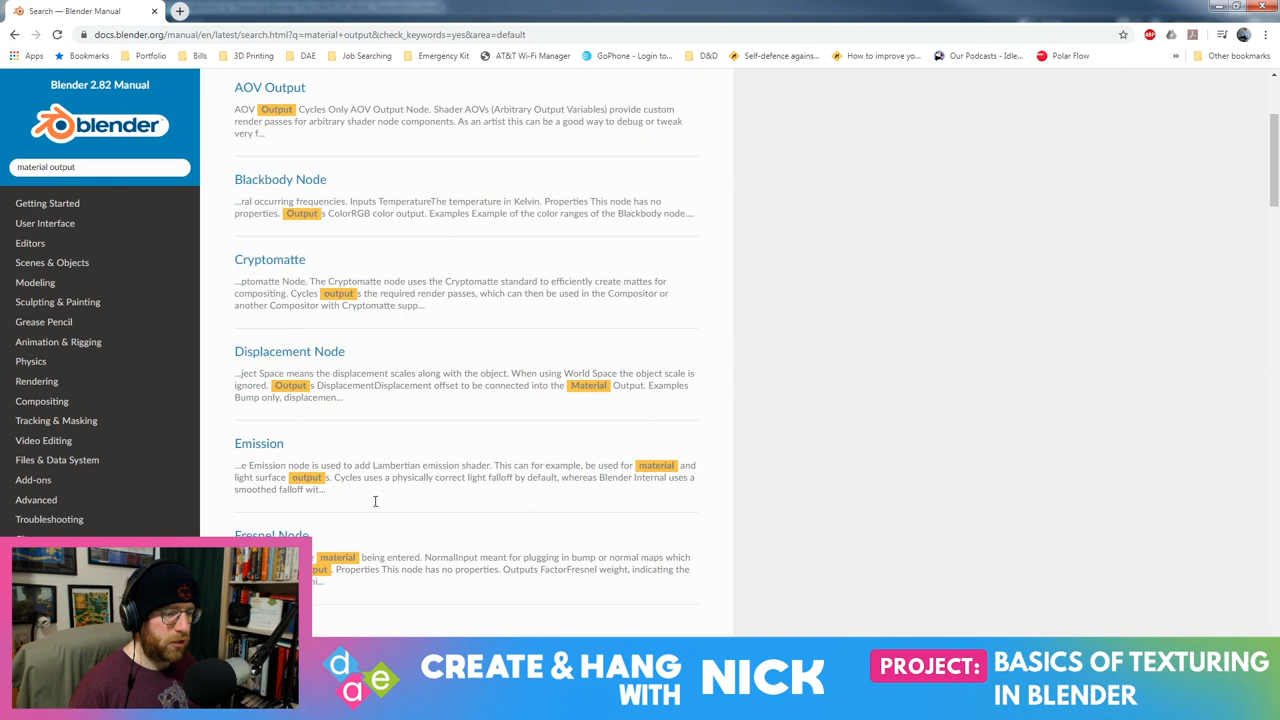 Search — Blender Manual
docs.blender.org/manual/en/latest/search.html?q=material+output&check_keywords=yes&area=default
Apps
Bookmarks
Portfolio
Bills
3D Printing
DAE
Job Searching
Emergency Kit
AT&T Wi-Fi Manager
GoPhone - Login to...
D&D
Self-defence agains...
How to improve yo...
Our Podcasts - Idle...
Polar Flow
»
Other bookmarks
Blender 2.82 Manual
blender
material output
Getting Started
User Interface
Editors
Scenes & Objects
Modeling
Sculpting & Painting
Grease Pencil
Animation & Rigging
Physics
Rendering
Compositing
Tracking & Masking
Video Editing
Files & Data System
Add-ons
Advanced
Troubleshooting
AOV Output
AOV Output Cycles Only AOV Output Node. Shader AOVs (Arbitrary Output Variables) provide custom
render passes for arbitrary shader node components. As an artist this can be a good way to debug or tweak
very f...
Blackbody Node
...ral occurring frequencies. Inputs TemperatureThe temperature in Kelvin. Properties This node has no
properties. Outputs ColorRGB color output. Examples Example of the color ranges of the Blackbody node....
Cryptomatte
...ptomatte Node. The Cryptomatte node uses the Cryptomatte standard to efficiently create mattes for
compositing. Cycles outputs the required render passes, which can then be used in the Compositor or
another Compositor with Cryptomatte supp...
Displacement Node
...ject Space means the displacement scales along with the object. When using World Space the object scale is
ignored. Outputs DisplacementDisplacement offset to be connected into the Material Output. Examples
Bump only, displacemen...
Emission
...e Emission node is used to add Lambertian emission shader. This can for example, be used for material and
light surface outputs. Cycles uses a physically correct light falloff by default, whereas Blender Internal uses a
smoothed falloff wit...
Fresnel Node
material being entered. NormalInput meant for plugging in bump or normal maps which
. Properties This node has no properties. Outputs FactorFresnel weight, indicating the
dae
CREATE & HANG
WITH
NICK
PROJECT:
BASICS OF TEXTURING
IN BLENDER